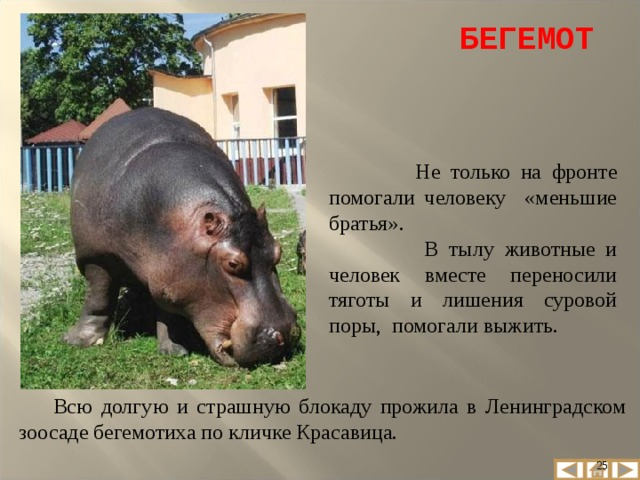 БЕГЕМОТ
Не только на фронте
помогали человеку «меньшие
братья».
В тылу животные и
человек вместе переносили
тяготы и лишения суровой
поры, помогали выжить.
Всю долгую и страшную блокаду прожила в Ленинградском
зоосаде бегемотиха по кличке Красавица.
25